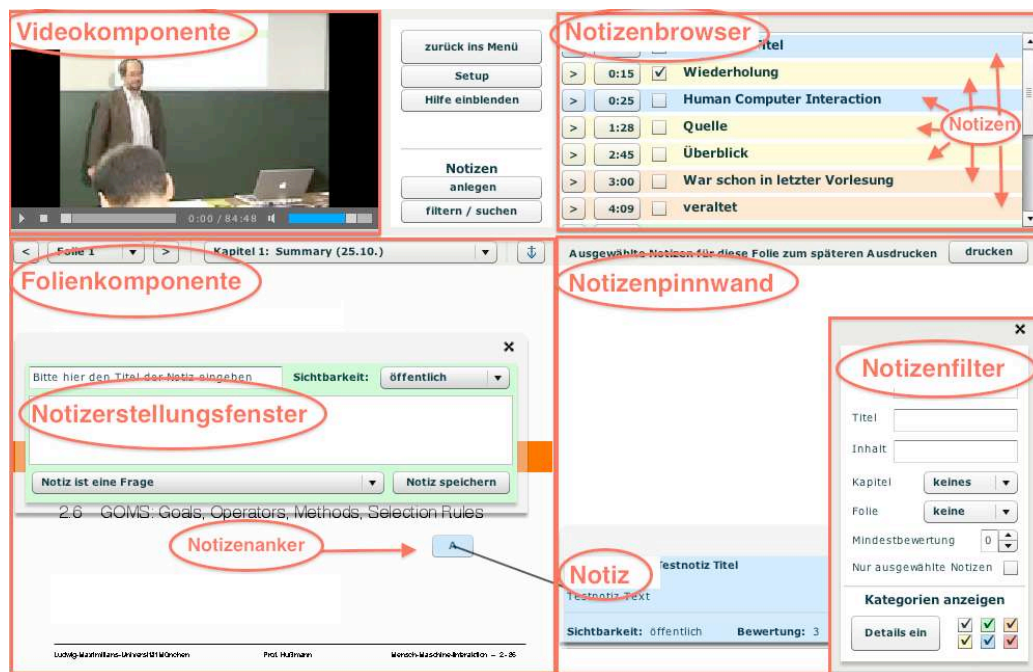 Videokomponente
0:00 / 84:48
zurück ins Menü
Setup
Hilfe einblenden
Notizen
anlegen
filtern / suchen
Notizenbrowser
> 0:15 Wiederholung
> 0:25 Human Computer Interaction
> 1:28 Quelle
> 2:45 Überblick
> 3:00 War schon in letzter Vorlesung
> 4:09 veraltet
Notizen
< Folie 1 > Kapitel 1: Summary (25.10.)
Folienkomponente
Bitte hier den Titel der Notiz eingeben Sichtbarkeit: öffentlich
Notizerstellungsfenster
Notiz ist eine Frage Notiz speichern
2.6 GOMS: Goals, Operators, Methods, Selection Rules
Notizenanker
A
Ludwig-Maximilians-Universität München Prof. Hußmann Mensch-Maschine-Interaktion – 2-26
Ausgewählte Notizen für diese Folie zum späteren Ausdrucken drucken
Notizenpinnwand
Notiz
Testnotiz Titel
Testnotiz Text
Sichtbarkeit: öffentlich Bewertung: 3
Notizenfilter
Titel
Inhalt
Kapitel keines
Folie keine
Mindestbewertung 0
Nur ausgewählte Notizen
Kategorien anzeigen
Details ein